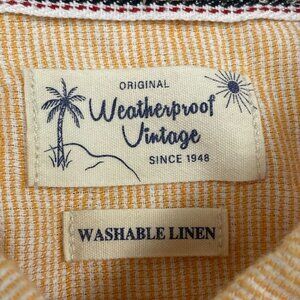 ORIGINAL
Weatherproof
Vintage
SINCE 1948
WASHABLE LINEN